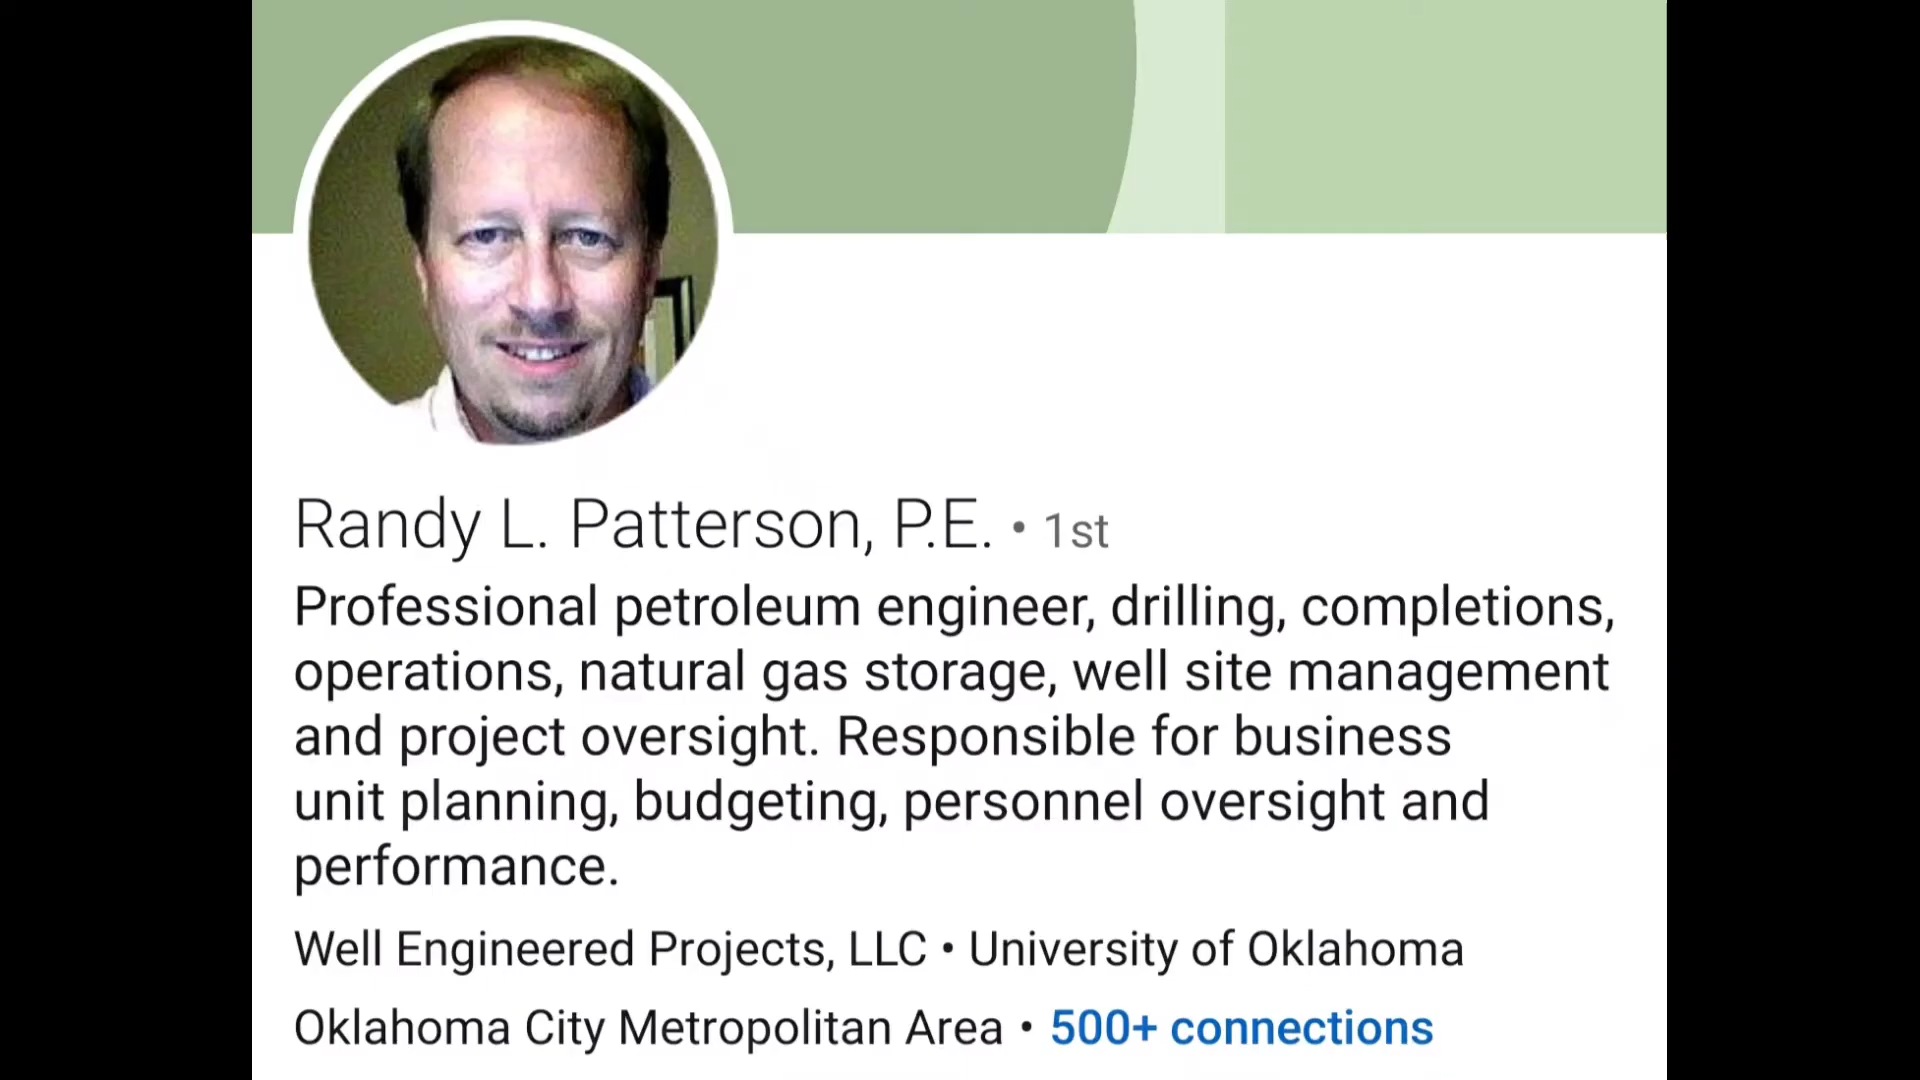 Randy L. Patterson, P.E. • 1st
Professional petroleum engineer, drilling, completions,
operations, natural gas storage, well site management
and project oversight. Responsible for business
unit planning, budgeting, personnel oversight and
performance.
Well Engineered Projects, LLC • University of Oklahoma
Oklahoma City Metropolitan Area • 500+ connections